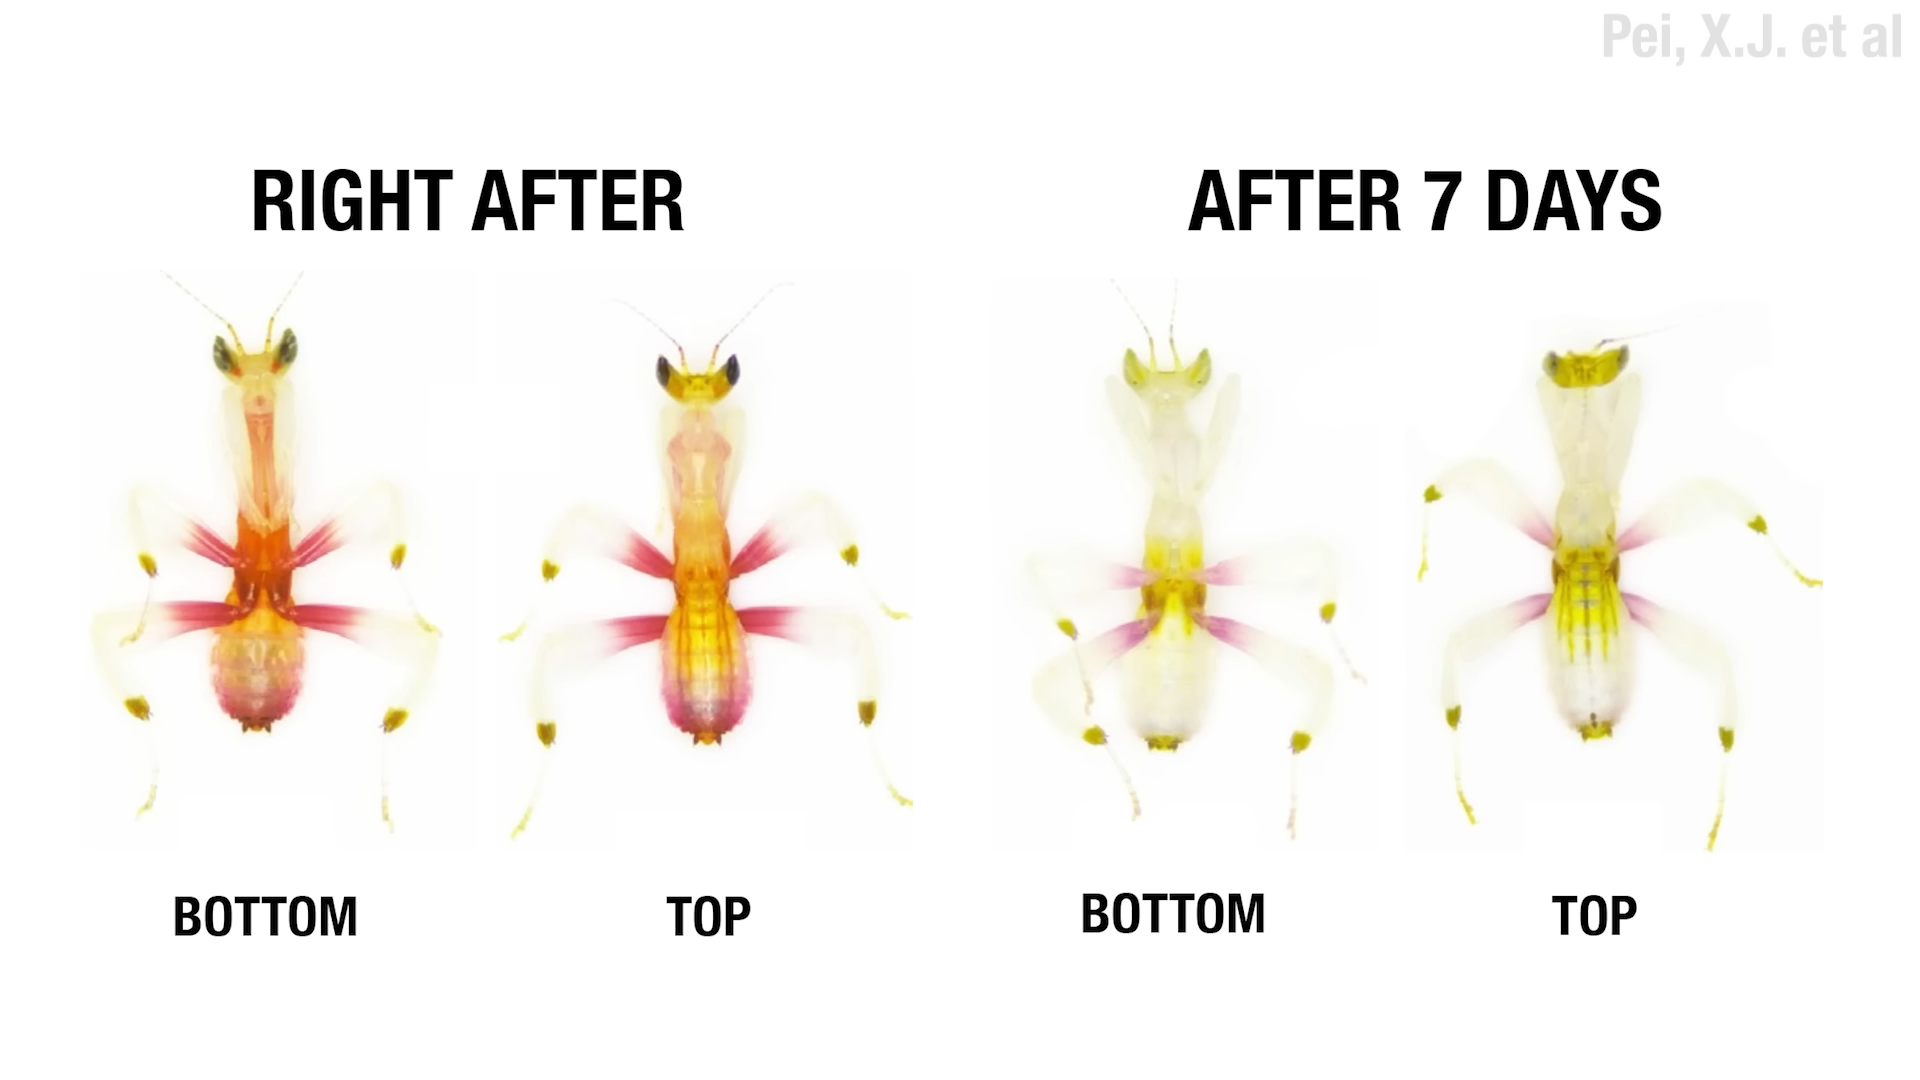 Pei, X.J. et al
RIGHT AFTER
AFTER 7 DAYS
BOTTOM
TOP
BOTTOM
TOP